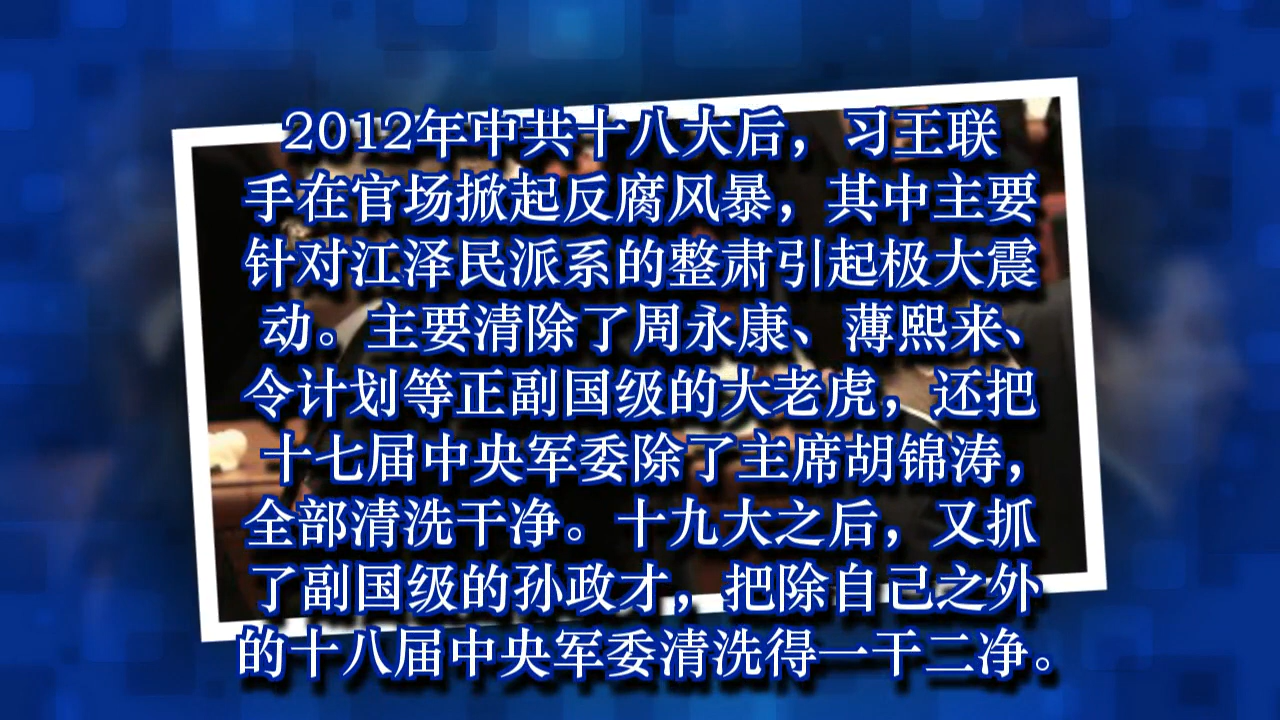 2012年中共十八大后，习王联
手在官场掀起反腐风暴，其中主要
针对江泽民派系的整肃引起极大震
动。主要清除了周永康、薄熙来、
令计划等正副国级的大老虎，还把
十七届中央军委除了主席胡锦涛，
全部清洗干净。十九大之后，又抓
了副国级的孙政才，把除自己之外
的十八届中央军委清洗得一干二净。